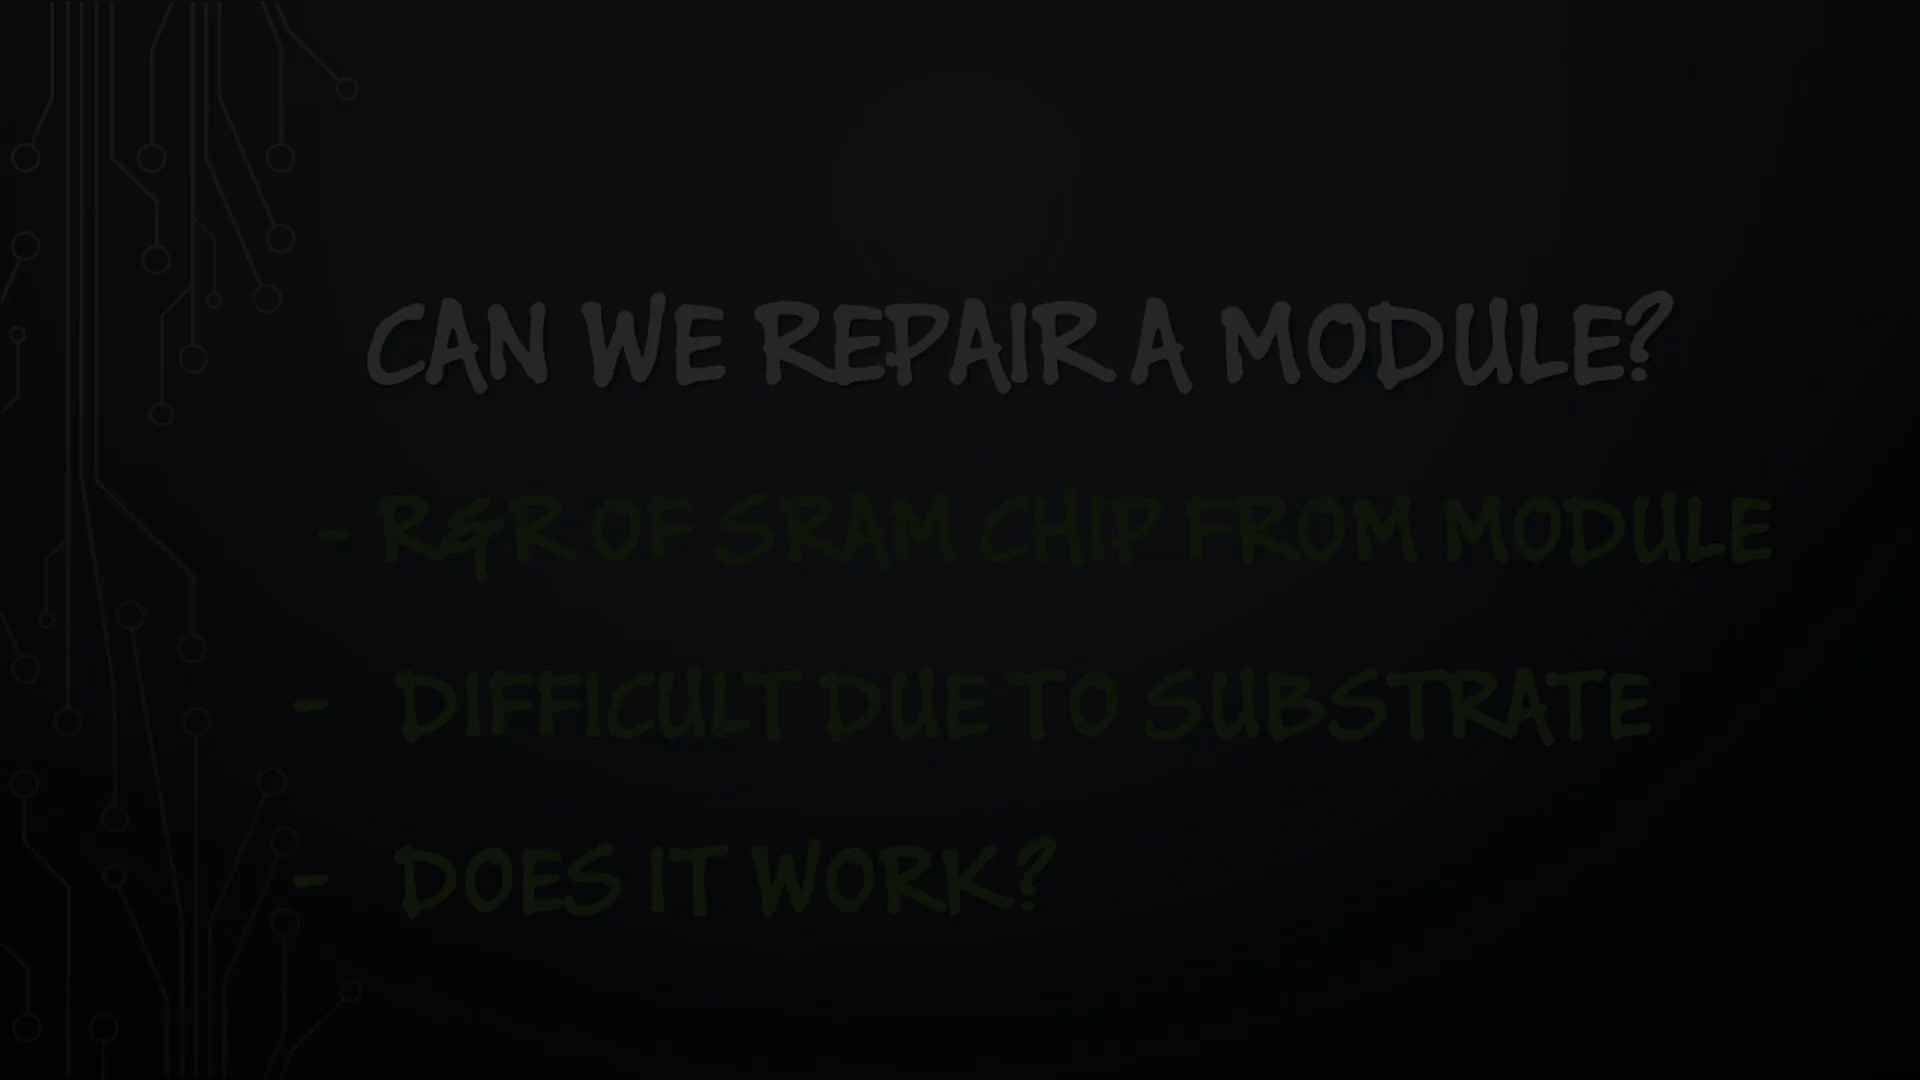 CAN WE REPAIR A MODULE?
- R&R OF SRAM CHIP FROM MODULE
- DIFFICULT DUE TO SUBSTRATE
- DOES IT WORK?